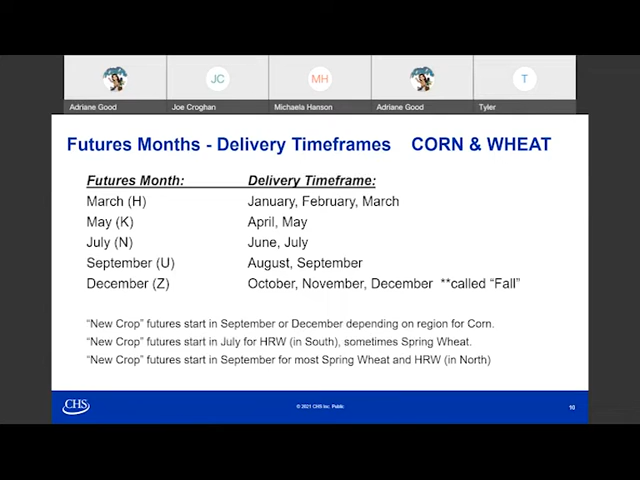 JC
MH
T
Adriane Good
Joe Croghan
Michaela Hanson
Adriane Good
Tyler
Futures Months - Delivery Timeframes CORN & WHEAT
Futures Month: Delivery Timeframe:
March (H) January, February, March
May (K) April, May
July (N) June, July
September (U) August, September
December (Z) October, November, December **called "Fall"
"New Crop" futures start in September or December depending on region for Corn.
"New Crop" futures start in July for HRW (in South), sometimes Spring Wheat.
"New Crop" futures start in September for most Spring Wheat and HRW (in North)
CHS
© 2021 CHS Inc. Public
10